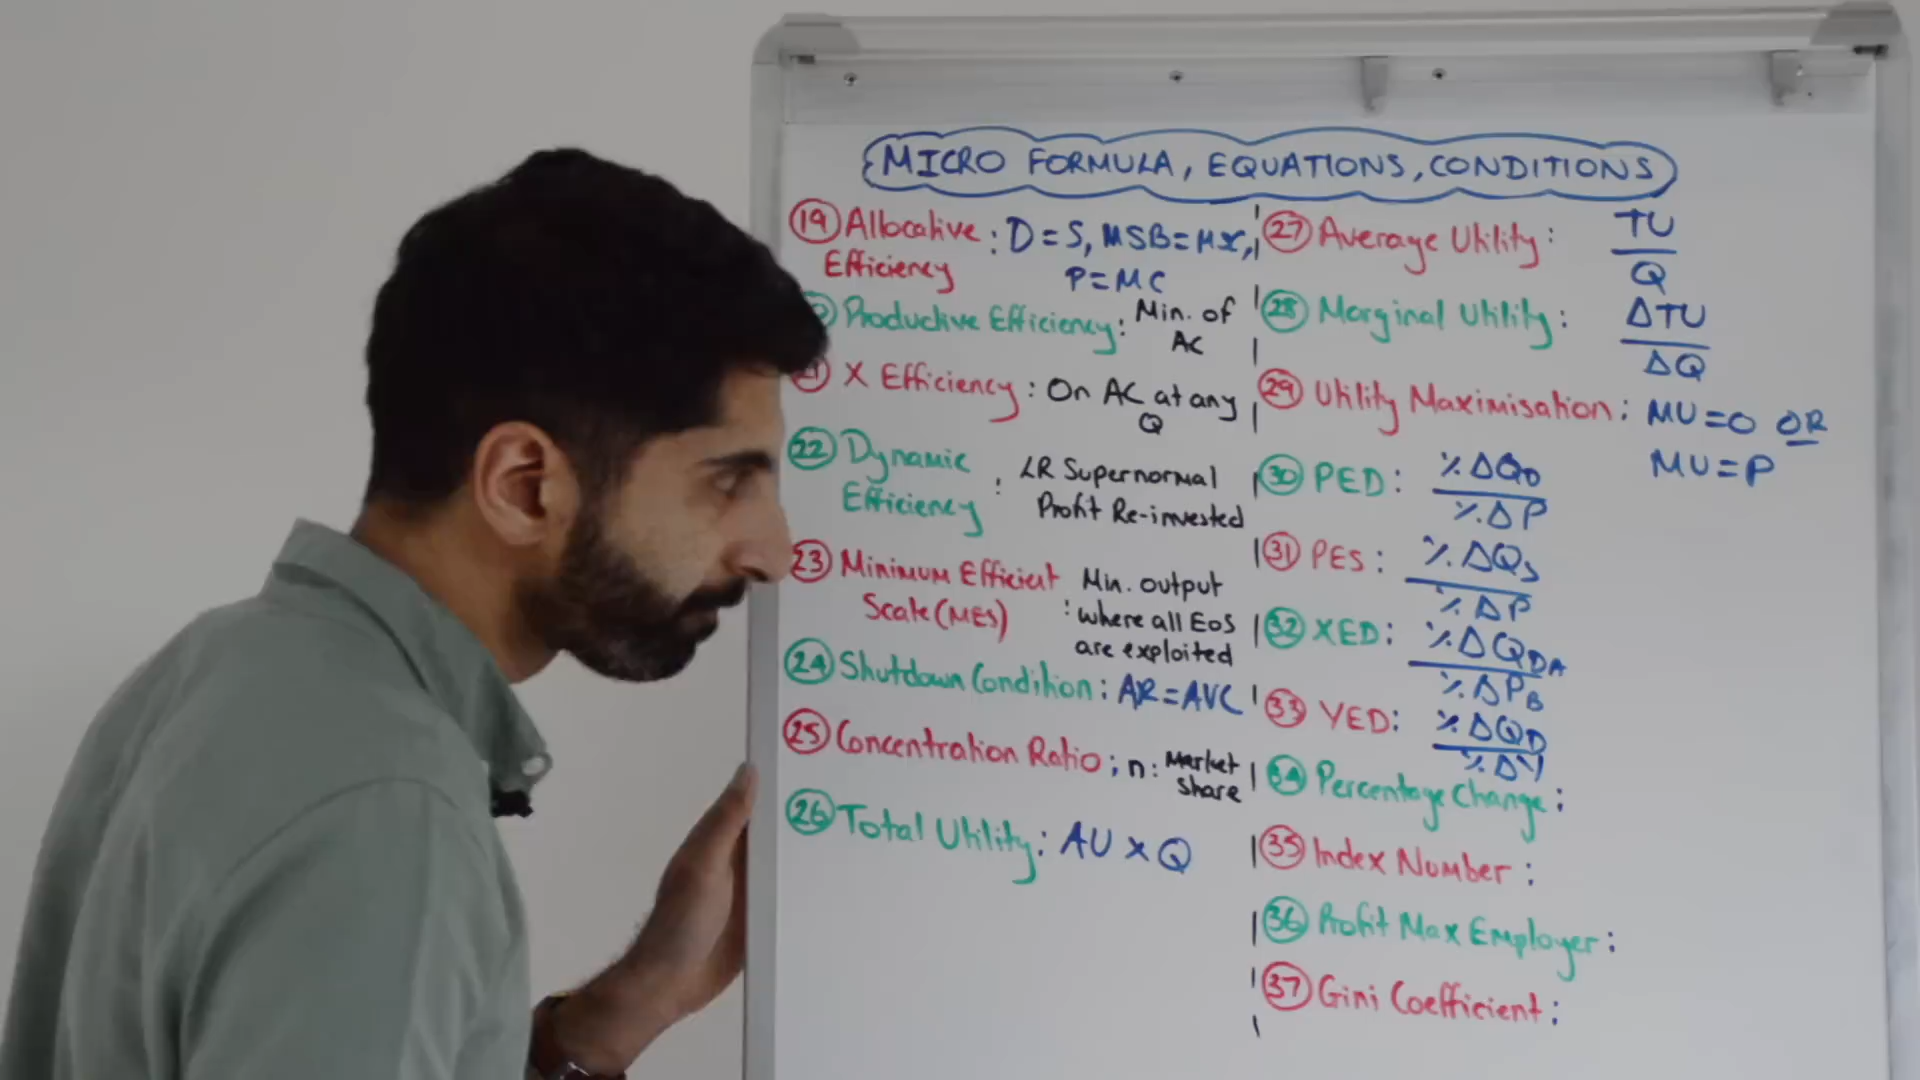 MICRO FORMULA, EQUATIONS, CONDITIONS
19 Allocative : D = S, MSB = MSC,
Efficiency P = MC
Productive Efficiency : Min. of
AC
21 X Efficiency : On AC at any
Q
22 Dynamic : LR Supernormal
Efficiency Profit Re-invested
23 Minimum Efficient Min. output
Scale (MES) : where all EoS
are exploited
24 Shutdown Condition : AR = AVC
25 Concentration Ratio ; n : Market
share
26 Total Utility : AU x Q
27 Average Utility : TU
Q
28 Marginal Utility : ΔTU
ΔQ
29 Utility Maximisation : MU = 0 OR
MU = P
30 PED : %ΔQD
%ΔP
31 PES : %ΔQs
%ΔP
32 XED : %ΔQDA
%ΔPB
33 YED : %ΔQD
%ΔY
34 Percentage Change :
35 Index Number :
36 Profit Max Employer :
37 Gini Coefficient :